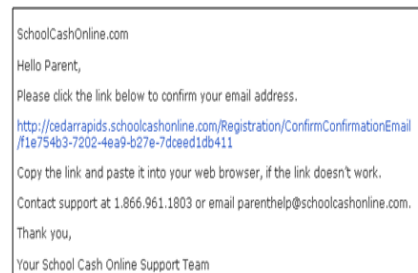 SchoolCashOnline.com
Hello Parent,
Please click the link below to confirm your email address.
http://cedarrapids.schoolcashonline.com/Registration/ConfirmConfirmationEmail
/f1e754b3-7202-4ea9-b27e-7dceed1db411
Copy the link and paste it into your web browser, if the link doesn't work.
Contact support at 1.866.961.1803 or email parenthelp@schoolcashonline.com.
Thank you,
Your School Cash Online Support Team